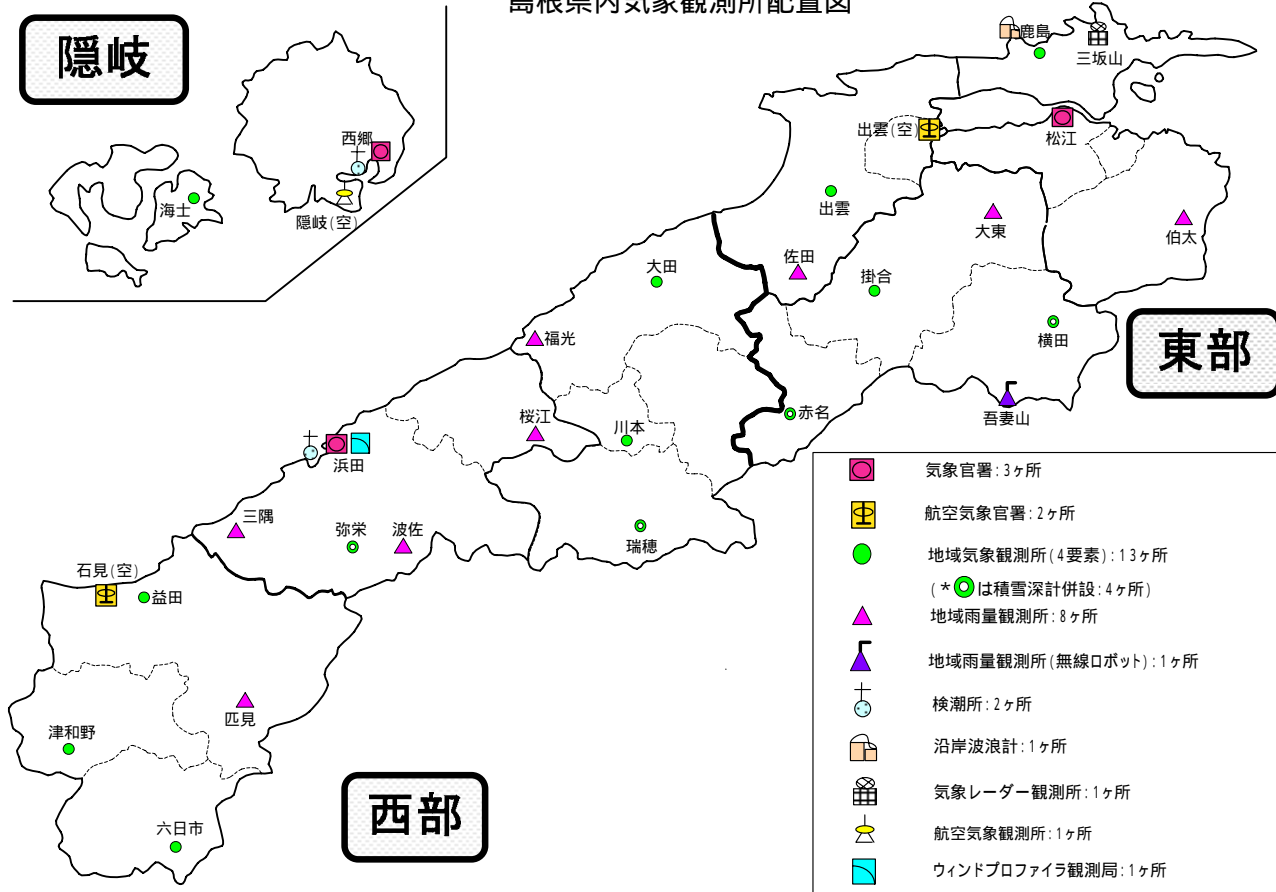 島根県内気象観測所配置図
隠岐
西郷
海士
隠岐(空)
鹿島
三坂山
出雲(空)
松江
出雲
大東
伯太
佐田
掛合
大田
横田
東部
福光
吾妻山
赤名
桜江
川本
浜田
三隅
弥栄
波佐
瑞穂
石見(空)
益田
匹見
津和野
六日市
西部
気象官署:3ヶ所
航空気象官署:2ヶ所
地域気象観測所(4要素):13ヶ所
(*◎は積雪深計併設:4ヶ所)
地域雨量観測所:8ヶ所
地域雨量観測所(無線ロボット):1ヶ所
検潮所:2ヶ所
沿岸波浪計:1ヶ所
気象レーダー観測所:1ヶ所
航空気象観測所:1ヶ所
ウィンドプロファイラ観測局:1ヶ所